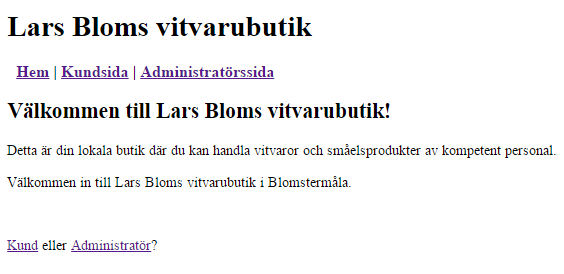 Lars Bloms vitvarubutik
Hem | Kundsida | Administratörssida
Välkommen till Lars Bloms vitvarubutik!
Detta är din lokala butik där du kan handla vitvaror och småelsprodukter av kompetent personal.
Välkommen in till Lars Bloms vitvarubutik i Blomstermåla.
Kund eller Administratör?